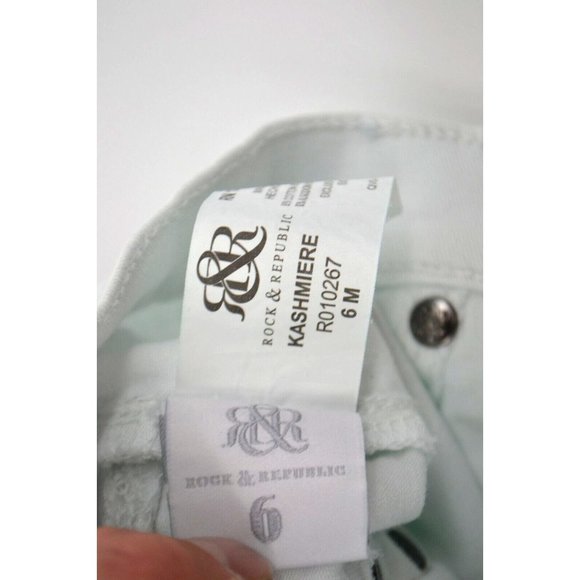 R&R
ROCK & REPUBLIC
KASHMIERE
R010267
6 M
R&R
ROCK & REPUBLIC
6